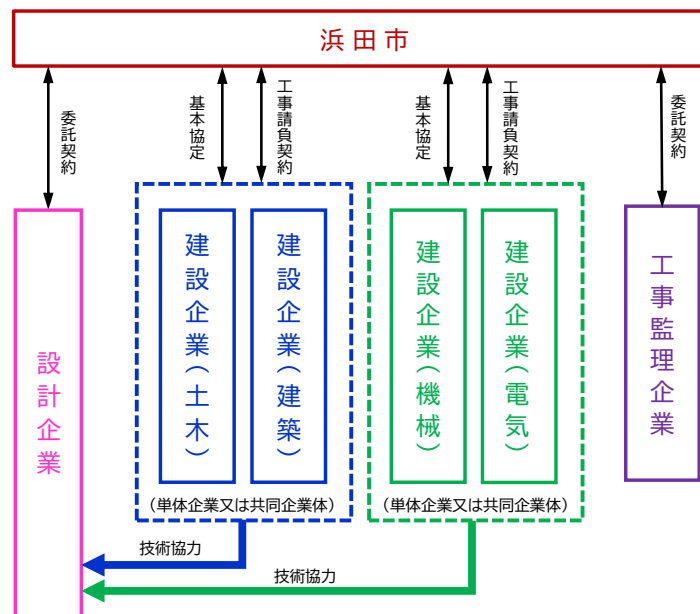 浜田市
委託契約
基本協定
工事請負契約
基本協定
工事請負契約
委託契約
設計企業
建設企業（土木）
建設企業（建築）
（単体企業又は共同企業体）
建設企業（機械）
建設企業（電気）
（単体企業又は共同企業体）
工事監理企業
技術協力
技術協力